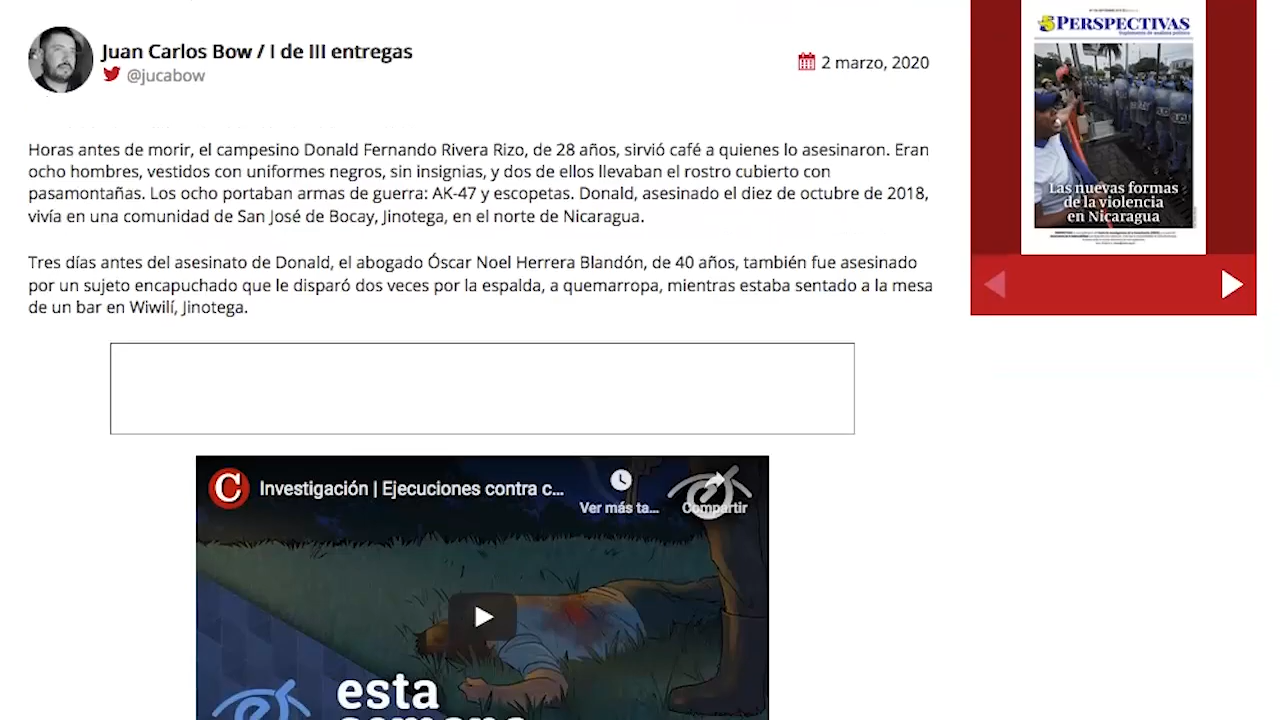 Juan Carlos Bow / I de III entregas
@jucabow
2 marzo, 2020
Horas antes de morir, el campesino Donald Fernando Rivera Rizo, de 28 años, sirvió café a quienes lo asesinaron. Eran
ocho hombres, vestidos con uniformes negros, sin insignias, y dos de ellos llevaban el rostro cubierto con
pasamontañas. Los ocho portaban armas de guerra: AK-47 y escopetas. Donald, asesinado el diez de octubre de 2018,
vivía en una comunidad de San José de Bocay, Jinotega, en el norte de Nicaragua.
Tres días antes del asesinato de Donald, el abogado Óscar Noel Herrera Blandón, de 40 años, también fue asesinado
por un sujeto encapuchado que le disparó dos veces por la espalda, a quemarropa, mientras estaba sentado a la mesa
de un bar en Wiwilí, Jinotega.
PERSPECTIVAS
Suplemento de análisis político
Las nuevas formas
de la violencia
en Nicaragua
C
Investigación | Ejecuciones contra c...
Ver más ta...
Compartir
esta
semana